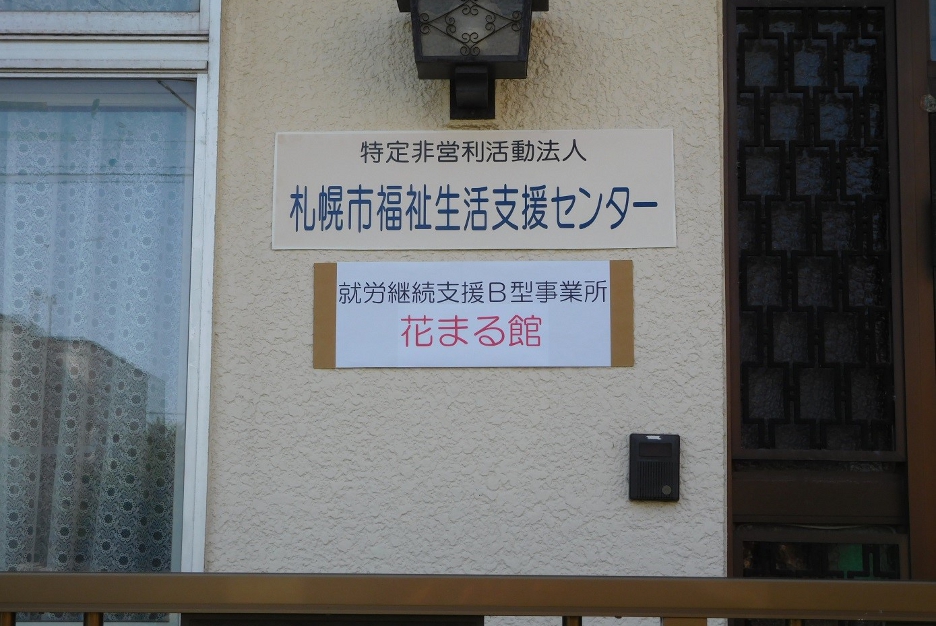 特定非営利活動法人
札幌市福祉生活支援センター
就労継続支援B型事業所
花まる館